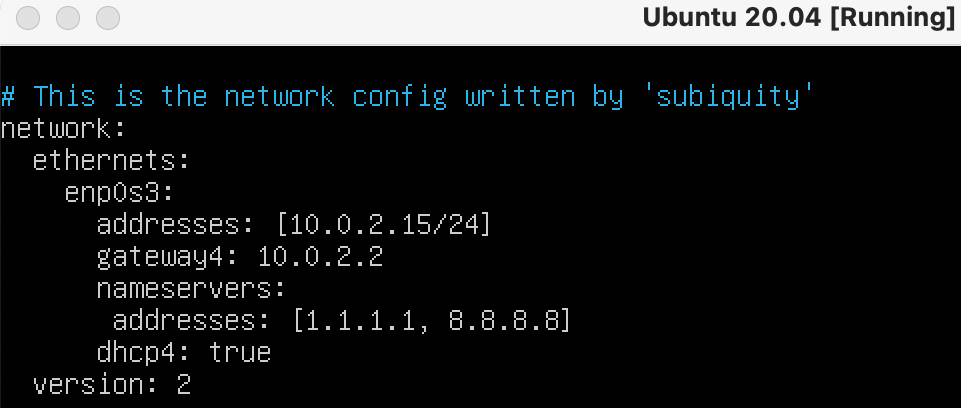 Ubuntu 20.04 [Running]
# This is the network config written by 'subiquity'
network:
  ethernets:
    enp0s3:
      addresses: [10.0.2.15/24]
      gateway4: 10.0.2.2
      nameservers:
       addresses: [1.1.1.1, 8.8.8.8]
      dhcp4: true
  version: 2